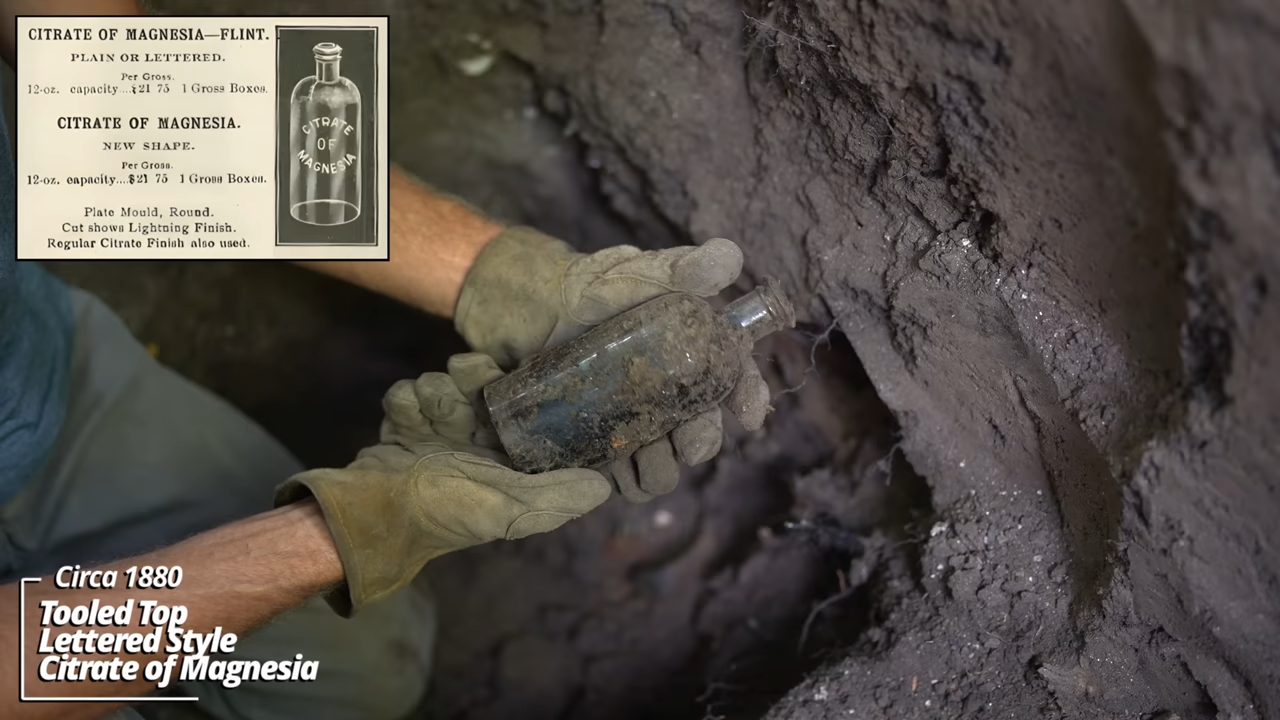 CITRATE OF MAGNESIA—FLINT.
PLAIN OR LETTERED.
Per Gross.
12-oz. capacity....$21 75 1 Gross Boxes.
CITRATE OF MAGNESIA.
NEW SHAPE.
Per Gross.
12-oz. capacity....$21 75 1 Gross Boxes.
Plate Mould, Round.
Cut shows Lightning Finish.
Regular Citrate Finish also used.
CITRATE
OF
MAGNESIA
Circa 1880
Tooled Top
Lettered Style
Citrate of Magnesia